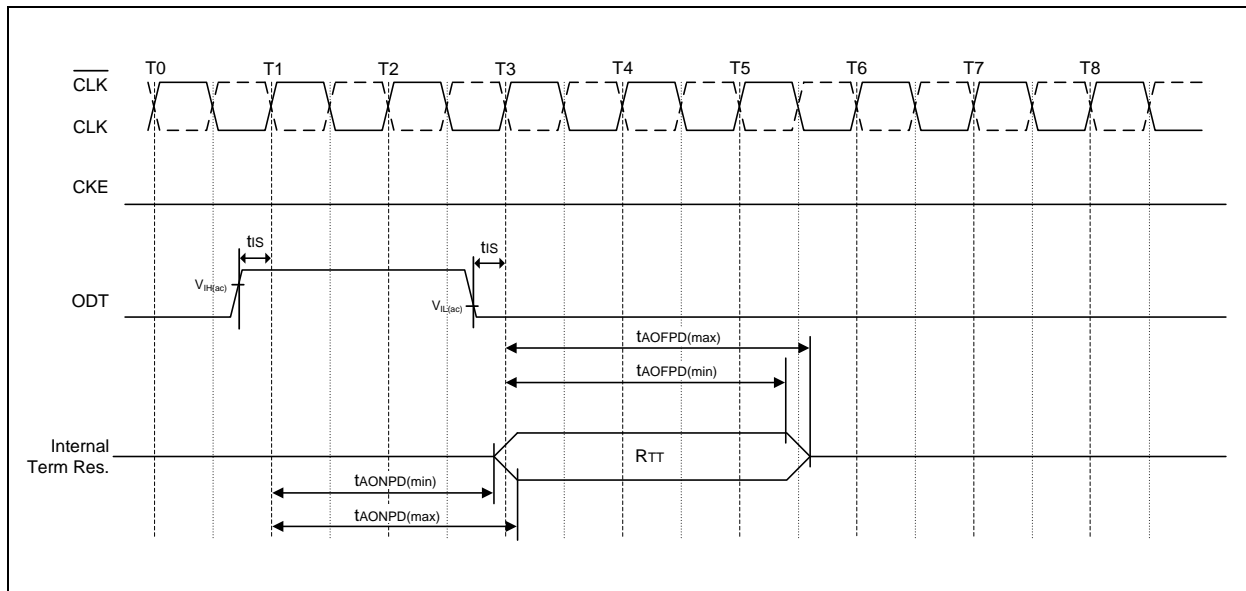 T0 T1 T2 T3 T4 T5 T6 T7 T8
CLK
CLK
CKE
tIS tIS
VIH(ac)
ODT
VIL(ac)
tAOFPD(max)
tAOFPD(min)
Internal
Term Res.
RTT
tAONPD(min)
tAONPD(max)